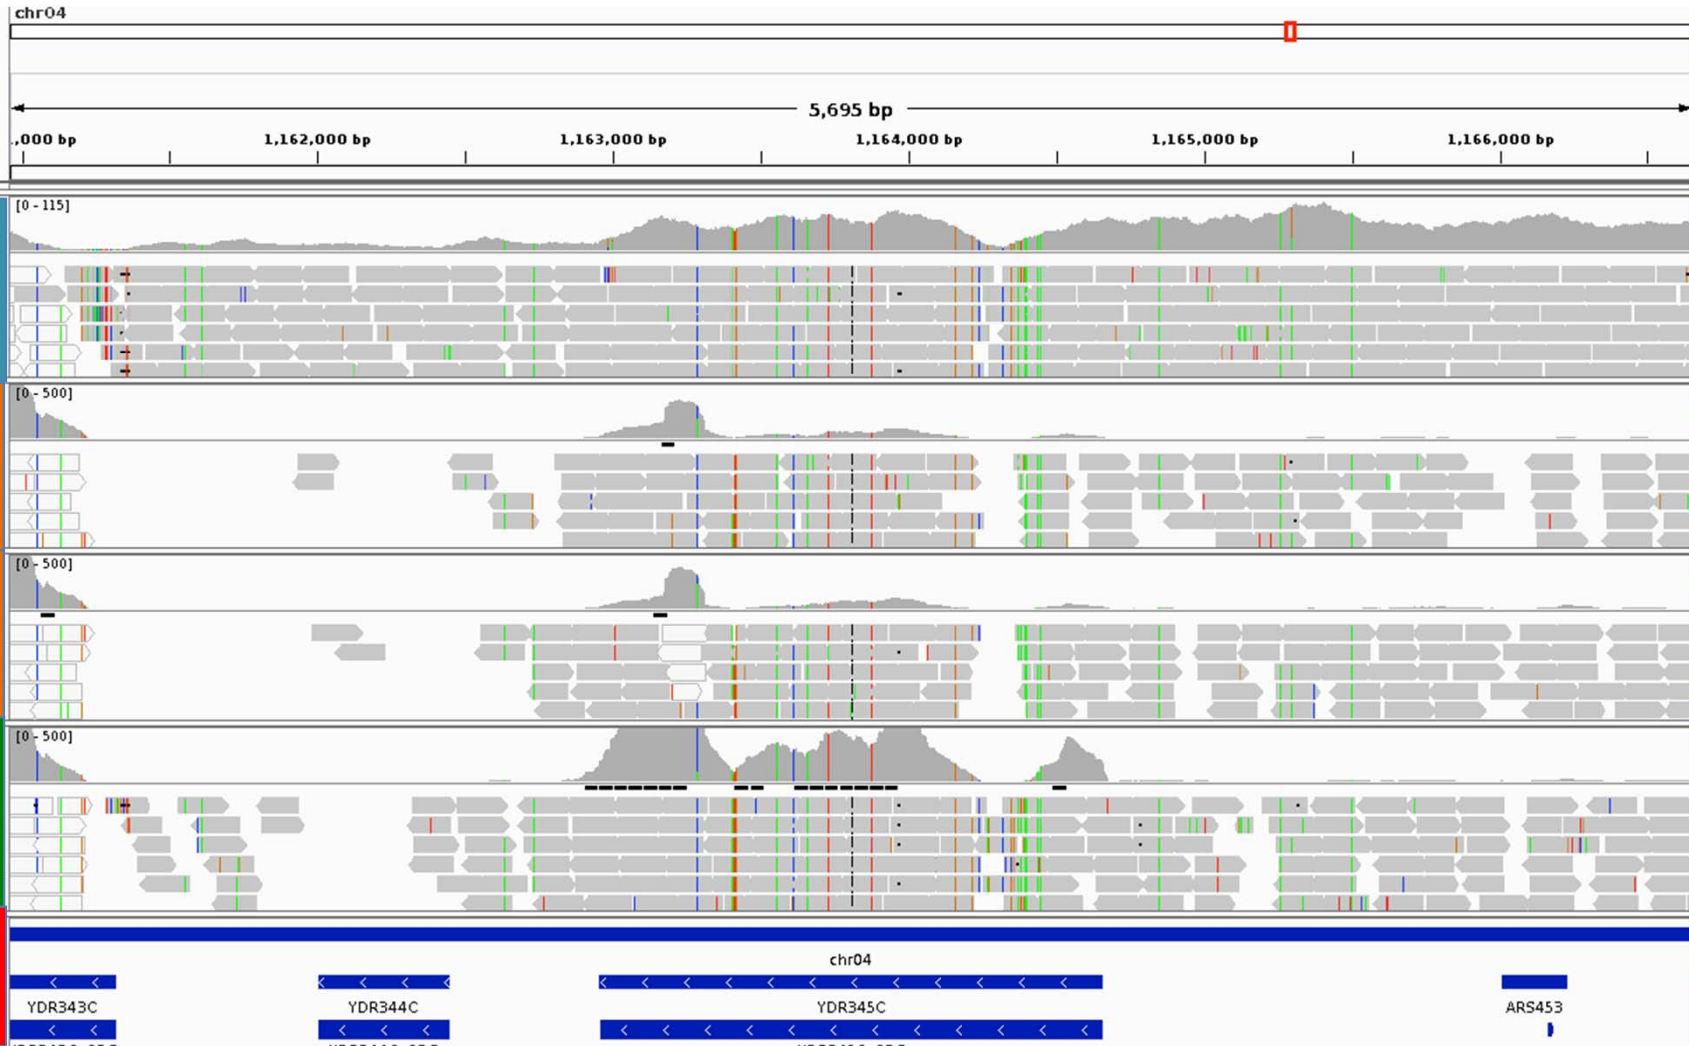 chr04
5,695 bp
,000 bp 1,162,000 bp 1,163,000 bp 1,164,000 bp 1,165,000 bp 1,166,000 bp
[0 - 115]
[0 - 500]
[0 - 500]
[0 - 500]
chr04
YDR343C YDR344C YDR345C ARS453